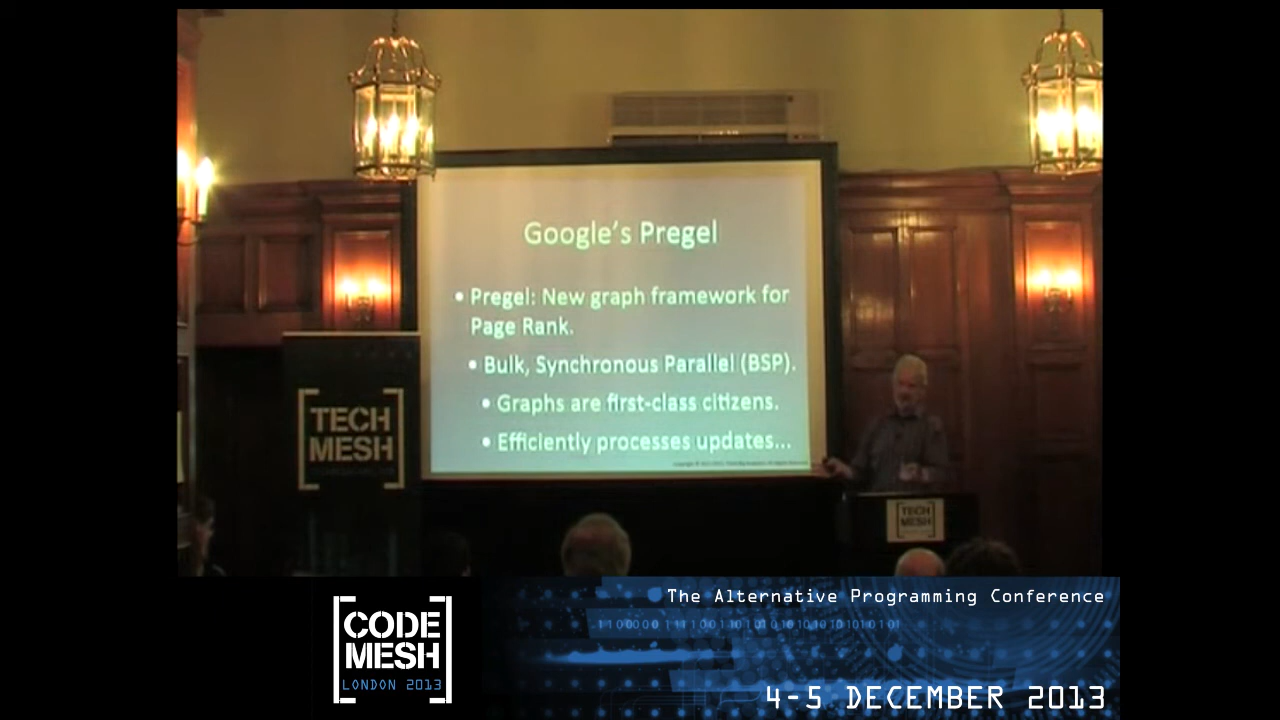 Google's Pregel
• Pregel: New graph framework for
Page Rank.
• Bulk, Synchronous Parallel (BSP).
• Graphs are first-class citizens.
• Efficiently processes updates...
TECH
MESH
TECH
MESH
CODE
MESH
LONDON 2013
The Alternative Programming Conference
4-5 DECEMBER 2013